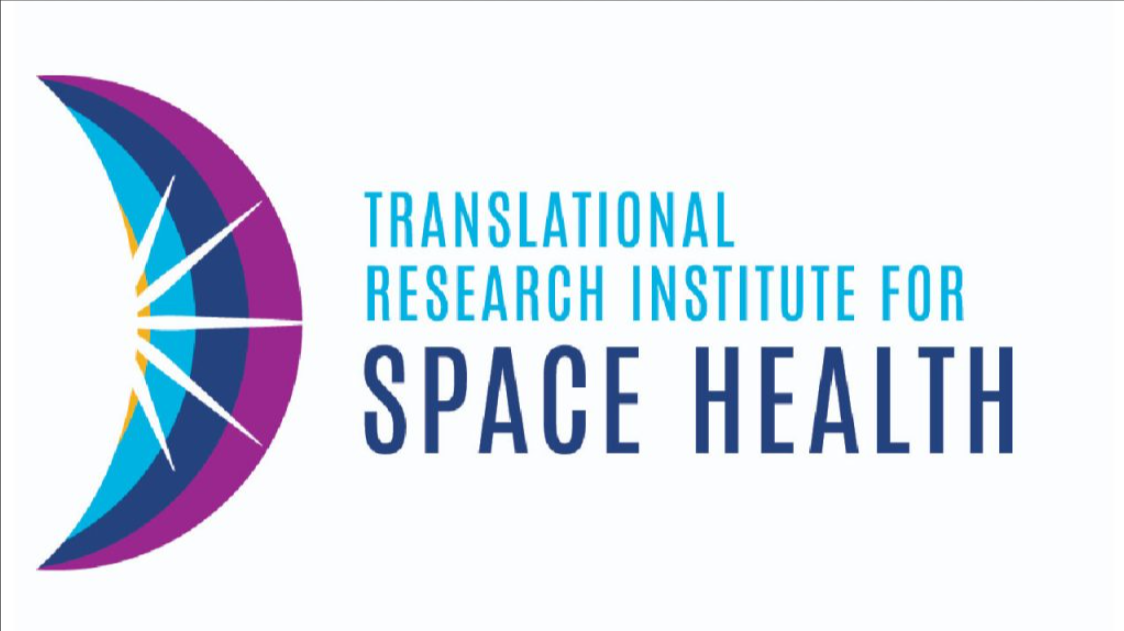 TRANSLATIONAL
RESEARCH INSTITUTE FOR
SPACE HEALTH